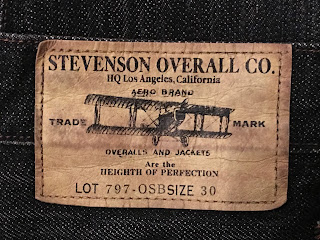 STEVENSON OVERALL CO.
HQ Los Angeles, California
AERO BRAND
TRADE MARK
OVERALLS AND JACKETS
Are the
HEIGHTH OF PERFECTION
LOT 797-OSBSIZE 30